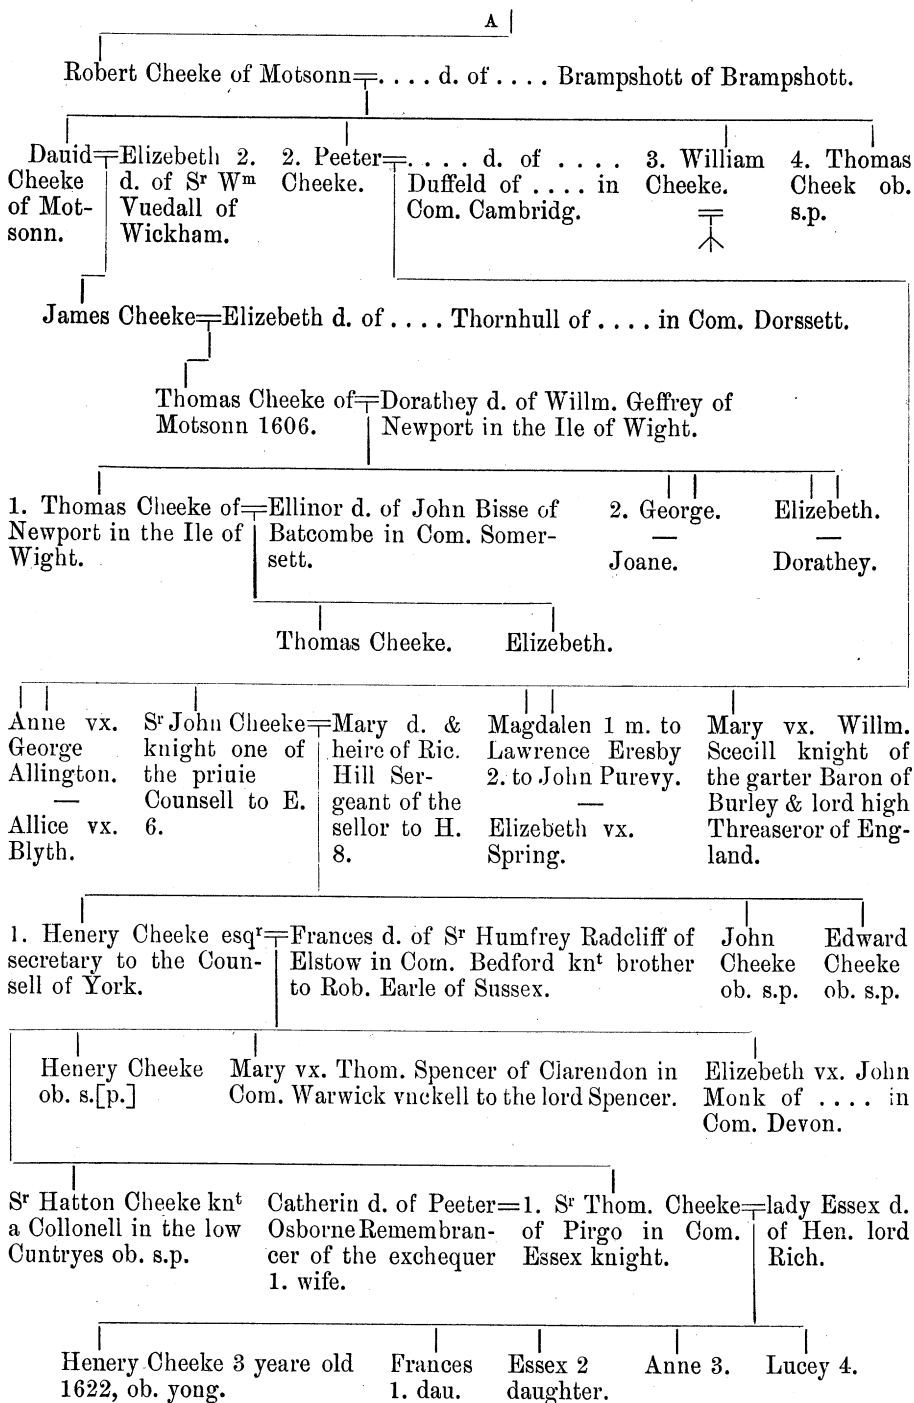 A
Robert Cheeke of Motsonn=. . . . d. of . . . . Brampshott of Brampshott.
Dauid=Elizebeth 2.
Cheeke d. of Sʳ Wᵐ
of Mot- Vuedall of
sonn. Wickham.
2. Peeter=. . . . d. of . . . .
Cheeke. Duffeld of . . . . in
Com. Cambridg.
3. William
Cheeke.
4. Thomas
Cheek ob.
s.p.
James Cheeke=Elizebeth d. of . . . . Thornhull of . . . . in Com. Dorssett.
Thomas Cheeke of=Dorathey d. of Willm. Geffrey of
Motsonn 1606. Newport in the Ile of Wight.
1. Thomas Cheeke of=Ellinor d. of John Bisse of
Newport in the Ile of Batcombe in Com. Somer-
Wight. sett.
2. George.
—
Joane.
Elizebeth.
—
Dorathey.
Thomas Cheeke. Elizebeth.
Anne vx.
George
Allington.
—
Allice vx.
Blyth.
Sʳ John Cheeke=Mary d. &
knight one of heire of Ric.
the priuie Hill Ser-
Counsell to E. geant of the
6. sellor to H.
8.
Magdalen 1 m. to
Lawrence Eresby
2. to John Purevy.
—
Elizebeth vx.
Spring.
Mary vx. Willm.
Scecill knight of
the garter Baron of
Burley & lord high
Threaseror of Eng-
land.
1. Henery Cheeke esqʳ=Frances d. of Sʳ Humfrey Radcliff of
secretary to the Coun- Elstow in Com. Bedford knᵗ brother
sell of York. to Rob. Earle of Sussex.
John
Cheeke
ob. s.p.
Edward
Cheeke
ob. s.p.
Henery Cheeke
ob. s.[p.]
Mary vx. Thom. Spencer of Clarendon in
Com. Warwick vnckell to the lord Spencer.
Elizebeth vx. John
Monk of . . . . in
Com. Devon.
Sʳ Hatton Cheeke knᵗ
a Collonell in the low
Cuntryes ob. s.p.
Catherin d. of Peeter=1. Sʳ Thom. Cheeke=lady Essex d.
Osborne Remembran- of Pirgo in Com. of Hen. lord
cer of the exchequer Essex knight. Rich.
1. wife.
Henery Cheeke 3 yeare old
1622, ob. yong.
Frances
1. dau.
Essex 2
daughter.
Anne 3.
Lucey 4.